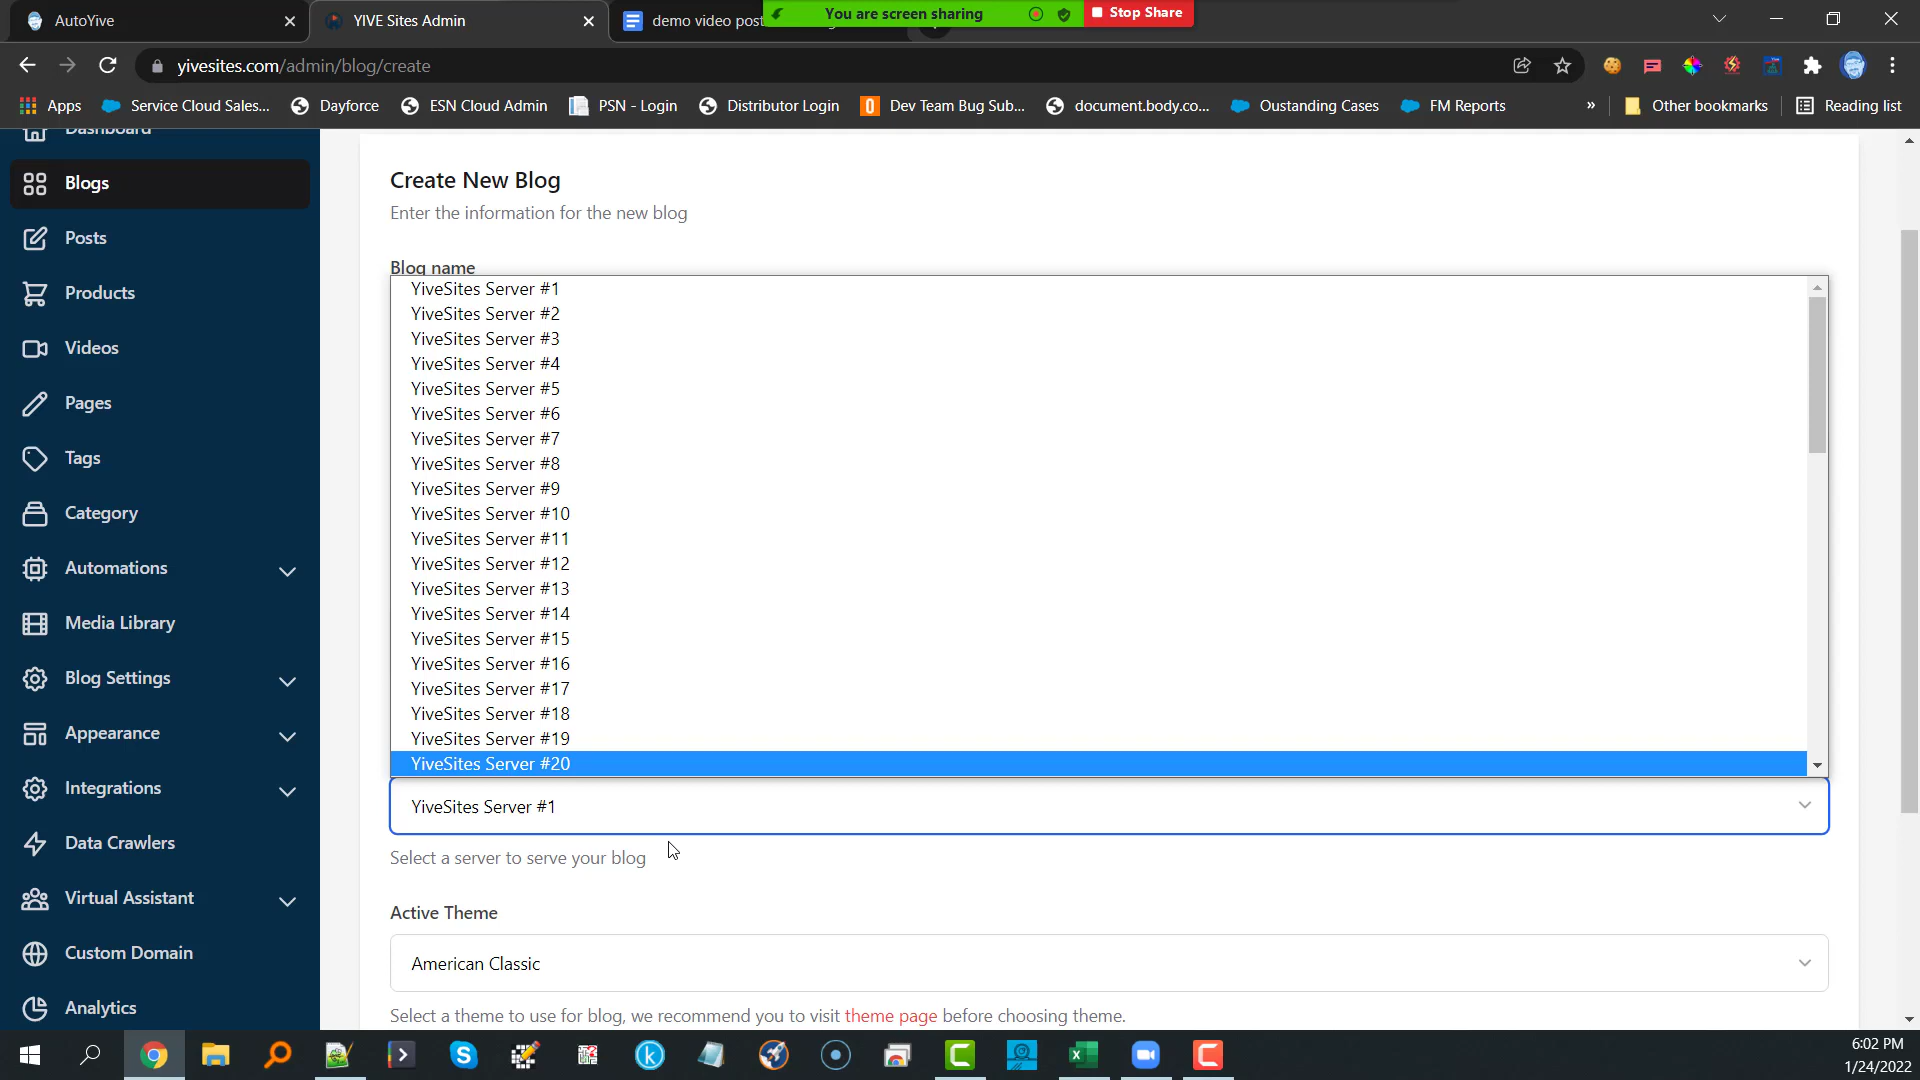 AutoYive
YIVE Sites Admin
demo video post
You are screen sharing
Stop Share
yivesites.com/admin/blog/create
Apps
Service Cloud Sales...
Dayforce
ESN Cloud Admin
PSN - Login
Distributor Login
Dev Team Bug Sub...
document.body.co...
Oustanding Cases
FM Reports
»
Other bookmarks
Reading list
Dashboard
Blogs
Posts
Products
Videos
Pages
Tags
Category
Automations
Media Library
Blog Settings
Appearance
Integrations
Data Crawlers
Virtual Assistant
Custom Domain
Analytics
Create New Blog
Enter the information for the new blog
Blog name
YiveSites Server #1
YiveSites Server #2
YiveSites Server #3
YiveSites Server #4
YiveSites Server #5
YiveSites Server #6
YiveSites Server #7
YiveSites Server #8
YiveSites Server #9
YiveSites Server #10
YiveSites Server #11
YiveSites Server #12
YiveSites Server #13
YiveSites Server #14
YiveSites Server #15
YiveSites Server #16
YiveSites Server #17
YiveSites Server #18
YiveSites Server #19
YiveSites Server #20
YiveSites Server #1
Select a server to serve your blog
Active Theme
American Classic
Select a theme to use for blog, we recommend you to visit theme page before choosing theme.
6:02 PM
1/24/2022